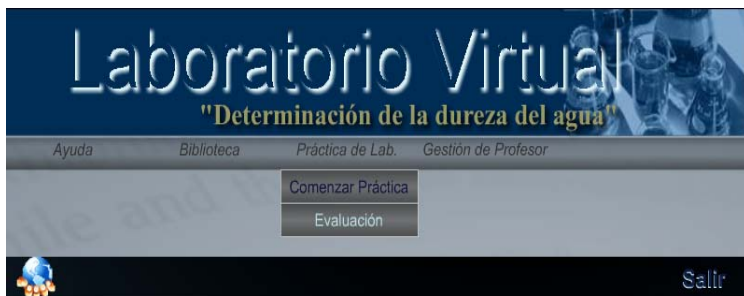 Laboratorio Virtual
"Determinación de la dureza del agua"
Ayuda Biblioteca Práctica de Lab. Gestión de Profesor
Comenzar Práctica
Evaluación
Salir